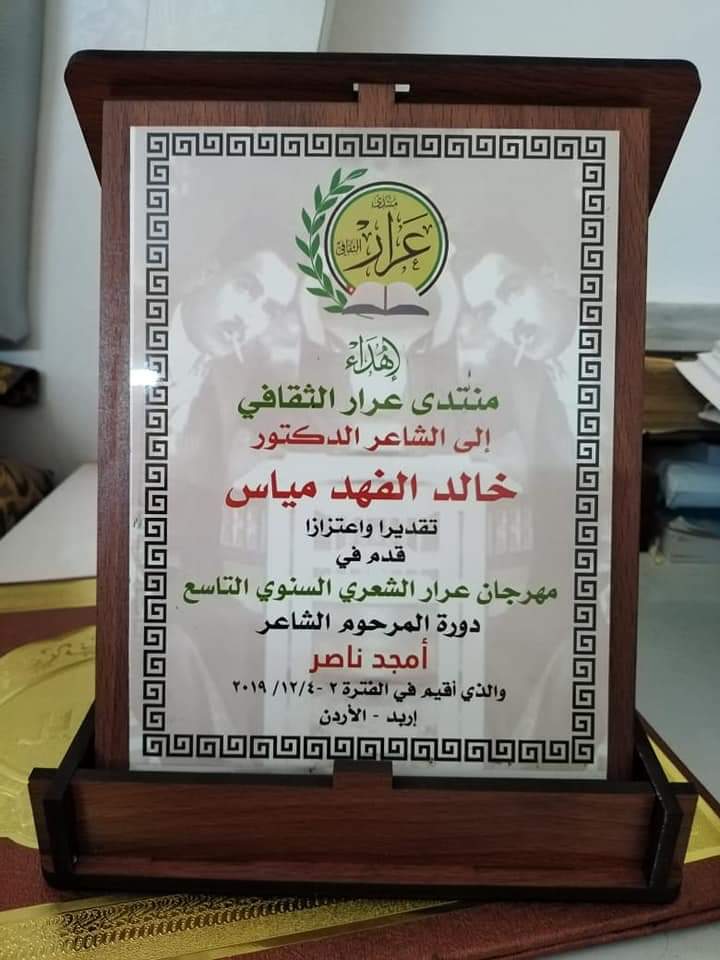 منتدى
عرار
الثقافي
إهداء
منتدى عرار الثقافي
إلى الشاعر الدكتور
خالد الفهد مياس
تقديرا واعتزازا
قدم في
مهرجان عرار الشعري السنوي التاسع
دورة المرحوم الشاعر
أمجد ناصر
والذي أقيم في الفترة ٢ -١٢/٤/ ٢٠١٩
إربد - الأردن